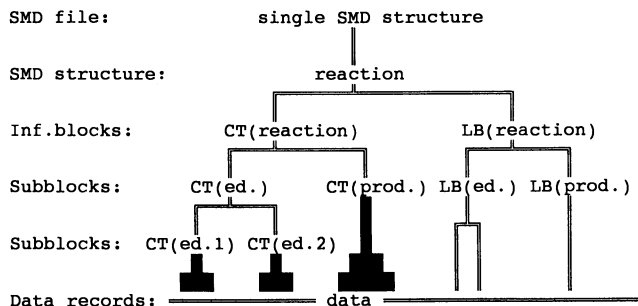 SMD file: single SMD structure
SMD structure: reaction
Inf.blocks: CT(reaction) LB(reaction)
Subblocks: CT(ed.) CT(prod.) LB(ed.) LB(prod.)
Subblocks: CT(ed.1) CT(ed.2)
Data records: data